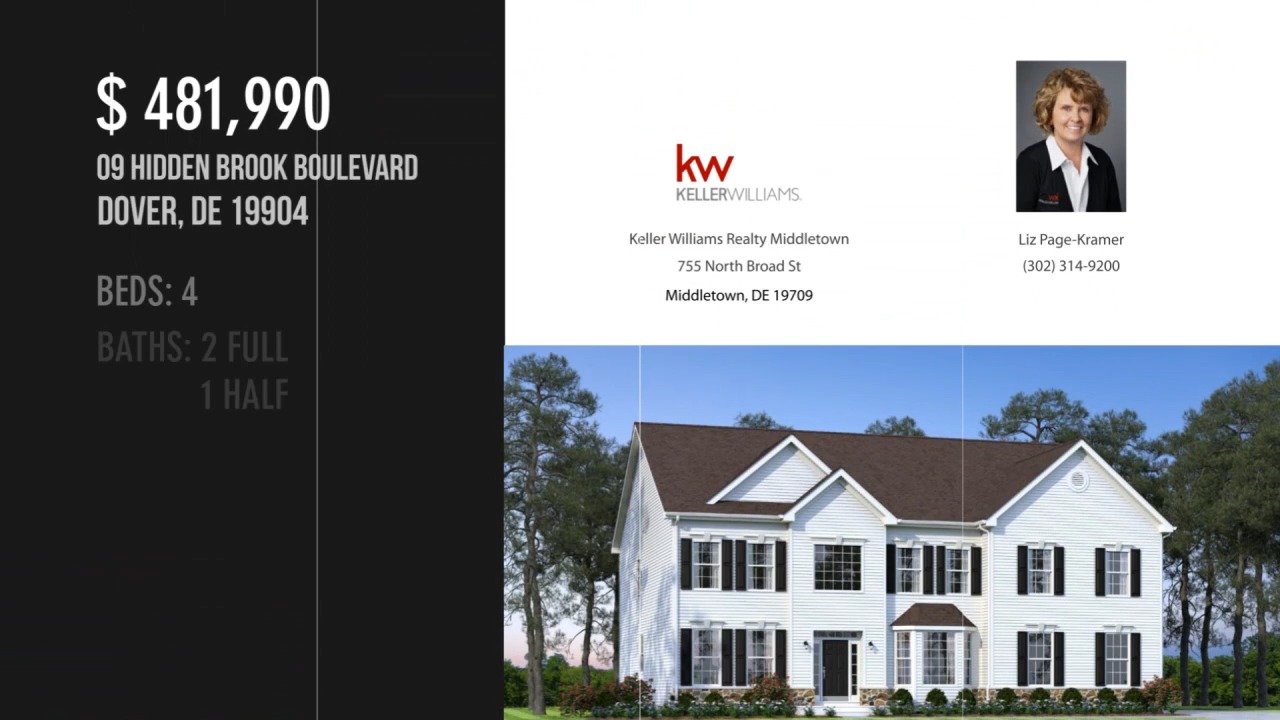 $ 481,990
09 HIDDEN BROOK BOULEVARD
DOVER, DE 19904
BEDS: 4
BATHS: 2 FULL
1 HALF
kw
KELLERWILLIAMS.
Keller Williams Realty Middletown
755 North Broad St
Middletown, DE 19709
Liz Page-Kramer
(302) 314-9200